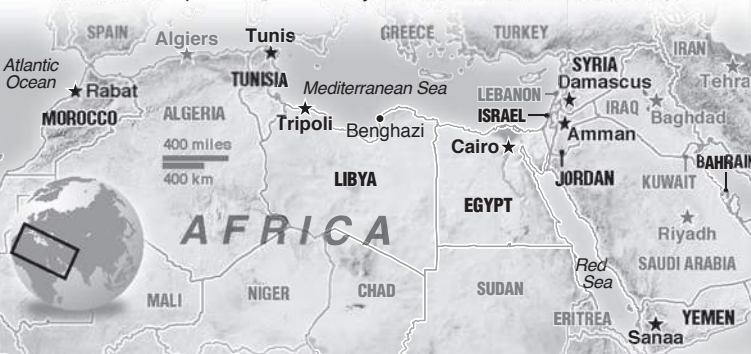 SPAIN
Algiers
Tunis
GREECE
TURKEY
IRAN
Atlantic
Ocean
Rabat
TUNISIA
Mediterranean Sea
SYRIA
Damascus
Tehra
LEBANON
MOROCCO
ALGERIA
Tripoli
Benghazi
ISRAEL
IRAQ
Baghdad
Amman
Cairo
400 miles
400 km
LIBYA
EGYPT
JORDAN
KUWAIT
BAHRAIN
AFRICA
Riyadh
SAUDI ARABIA
Red
Sea
MALI
NIGER
CHAD
SUDAN
ERITREA
YEMEN
Sanaa